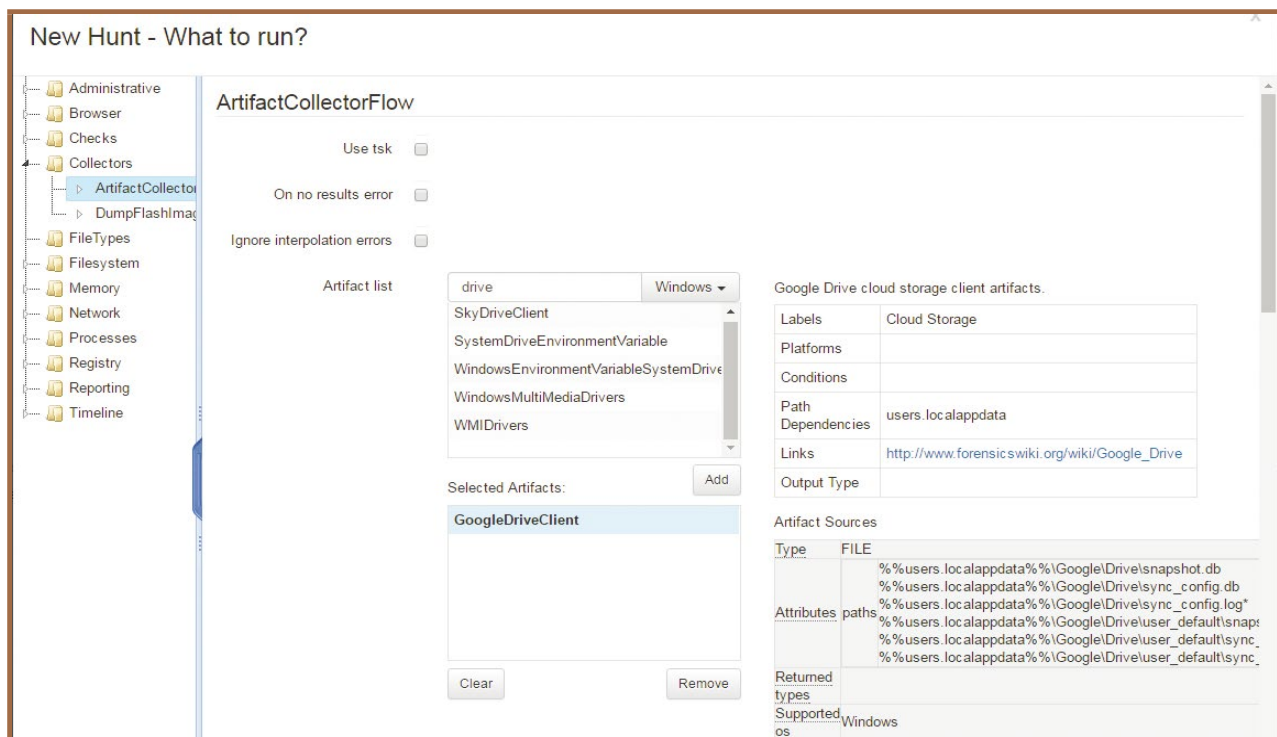 New Hunt - What to run?
x
Administrative
Browser
Checks
Collectors
ArtifactCollector
DumpFlashImag
FileTypes
Filesystem
Memory
Network
Processes
Registry
Reporting
Timeline
ArtifactCollectorFlow
Use tsk
On no results error
Ignore interpolation errors
Artifact list
drive
Windows
SkyDriveClient
SystemDriveEnvironmentVariable
WindowsEnvironmentVariableSystemDrive
WindowsMultiMediaDrivers
WMIDrivers
Selected Artifacts:
Add
GoogleDriveClient
Clear
Remove
Google Drive cloud storage client artifacts.
Labels Cloud Storage
Platforms
Conditions
Path Dependencies users.localappdata
Links http://www.forensicswiki.org/wiki/Google_Drive
Output Type
Artifact Sources
Type FILE
Attributes paths
%%users.localappdata%%\Google\Drive\snapshot.db
%%users.localappdata%%\Google\Drive\sync_config.db
%%users.localappdata%%\Google\Drive\sync_config.log*
%%users.localappdata%%\Google\Drive\user_default\snaps
%%users.localappdata%%\Google\Drive\user_default\sync_
%%users.localappdata%%\Google\Drive\user_default\sync_
Returned types
Supported os Windows